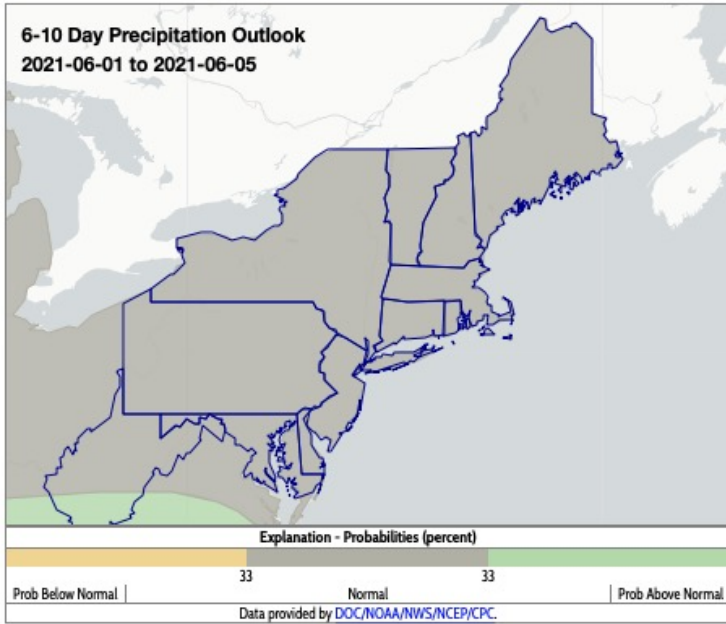 6-10 Day Precipitation Outlook
2021-06-01 to 2021-06-05
Explanation - Probabilities (percent)
33 33
Prob Below Normal Normal Prob Above Normal
Data provided by DOC/NOAA/NWS/NCEP/CPC.